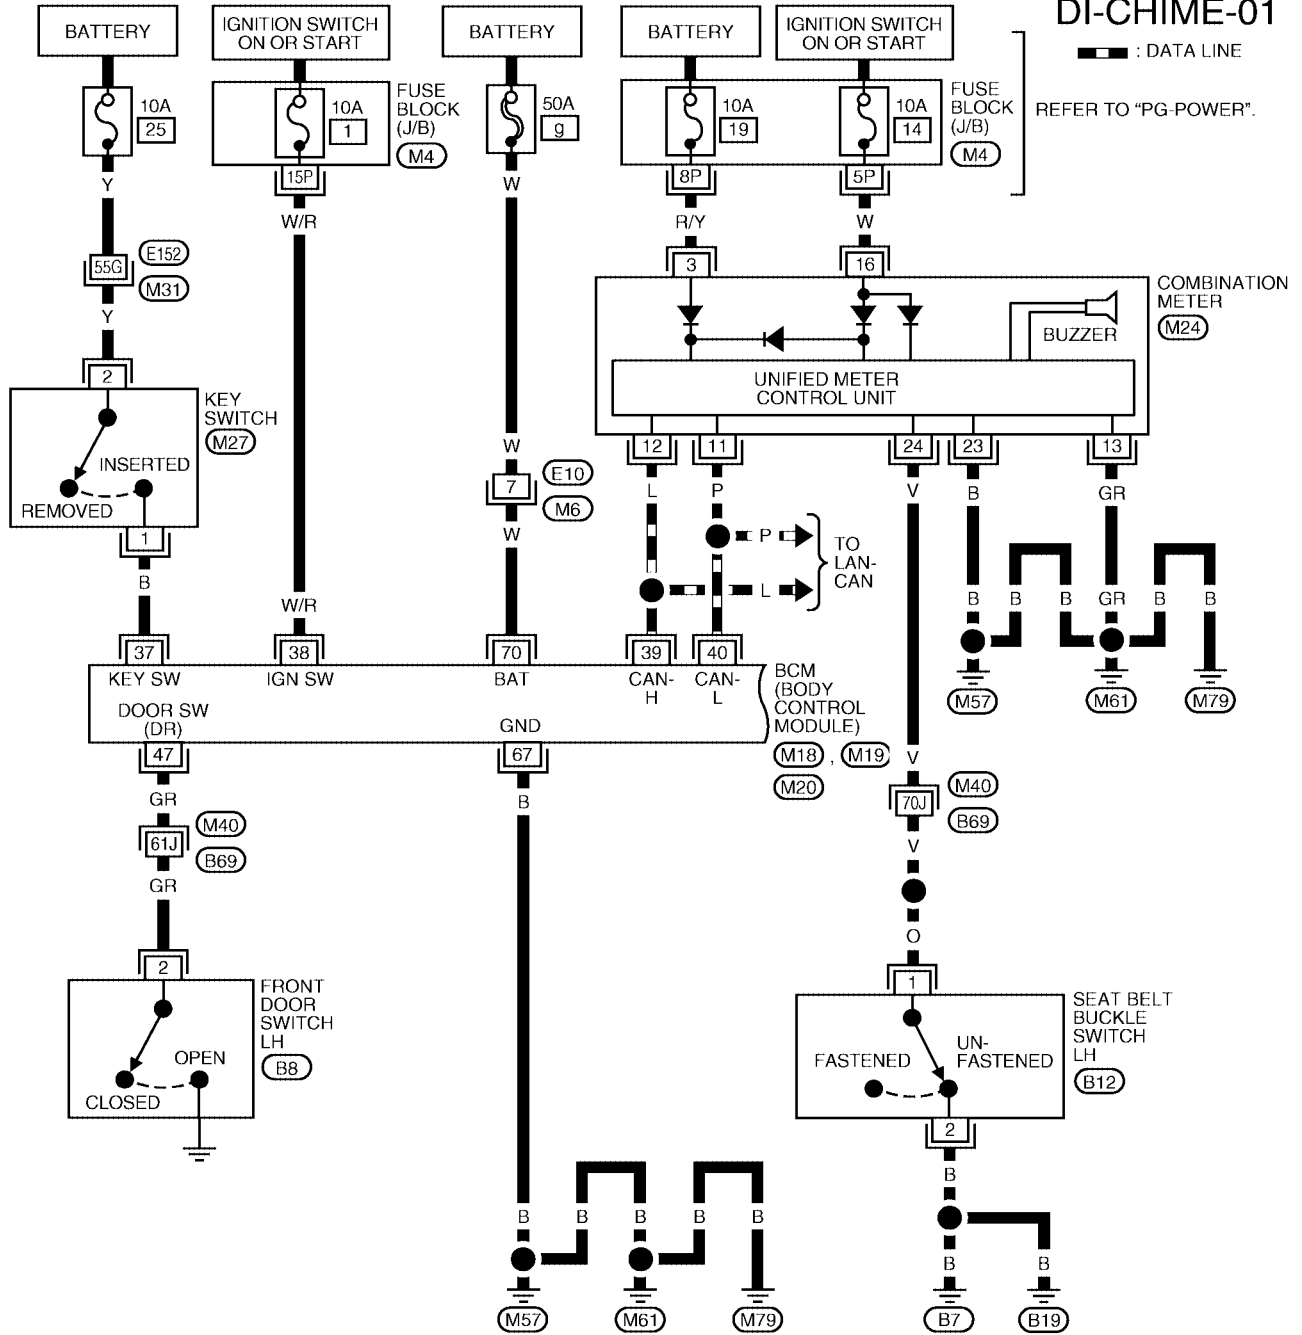 DI-CHIME-01
: DATA LINE
REFER TO “PG-POWER”.
BATTERY
IGNITION SWITCH
ON OR START
BATTERY
BATTERY
IGNITION SWITCH
ON OR START
10A
25
10A
1
FUSE
BLOCK
(J/B)
M4
50A
g
10A
19
10A
14
FUSE
BLOCK
(J/B)
M4
15P
8P
5P
Y
W/R
W
R/Y
W
55G
E152
M31
Y
3
16
COMBINATION
METER
M24
BUZZER
UNIFIED METER
CONTROL UNIT
2
KEY
SWITCH
M27
INSERTED
REMOVED
1
B
W
7
E10
M6
W
W/R
12
11
24
23
13
L
P
V
B
GR
P
L
TO
LAN-
CAN
B
B
B
GR
B
B
M57
M61
M79
37
38
70
39
40
KEY SW
IGN SW
BAT
CAN-
H
CAN-
L
DOOR SW
(DR)
GND
BCM
(BODY
CONTROL
MODULE)
M18 , M19
M20
47
67
GR
B
61J
M40
B69
GR
V
70J
M40
B69
V
O
2
FRONT
DOOR
SWITCH
LH
B8
OPEN
CLOSED
1
SEAT BELT
BUCKLE
SWITCH
LH
B12
FASTENED
UN-
FASTENED
2
B
B
B
B
B
B
B
B
M57
M61
M79
B7
B19